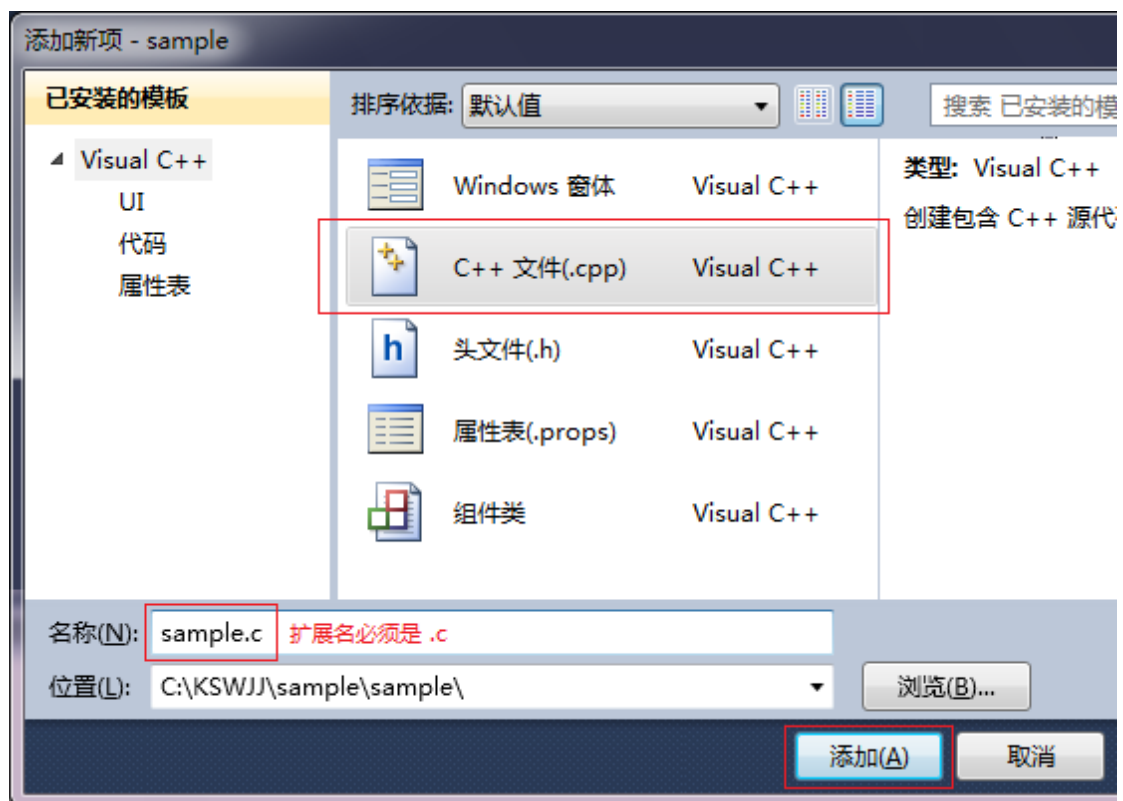 添加新项 - sample
已安装的模板
排序依据: 默认值
搜索 已安装的模
Visual C++
UI
代码
属性表
Windows 窗体 Visual C++
C++ 文件(.cpp) Visual C++
头文件(.h) Visual C++
属性表(.props) Visual C++
组件类 Visual C++
类型: Visual C++
创建包含 C++ 源代
名称(N): sample.c 扩展名必须是 .c
位置(L): C:\KSWJJ\sample\sample\
浏览(B)...
添加(A) 取消